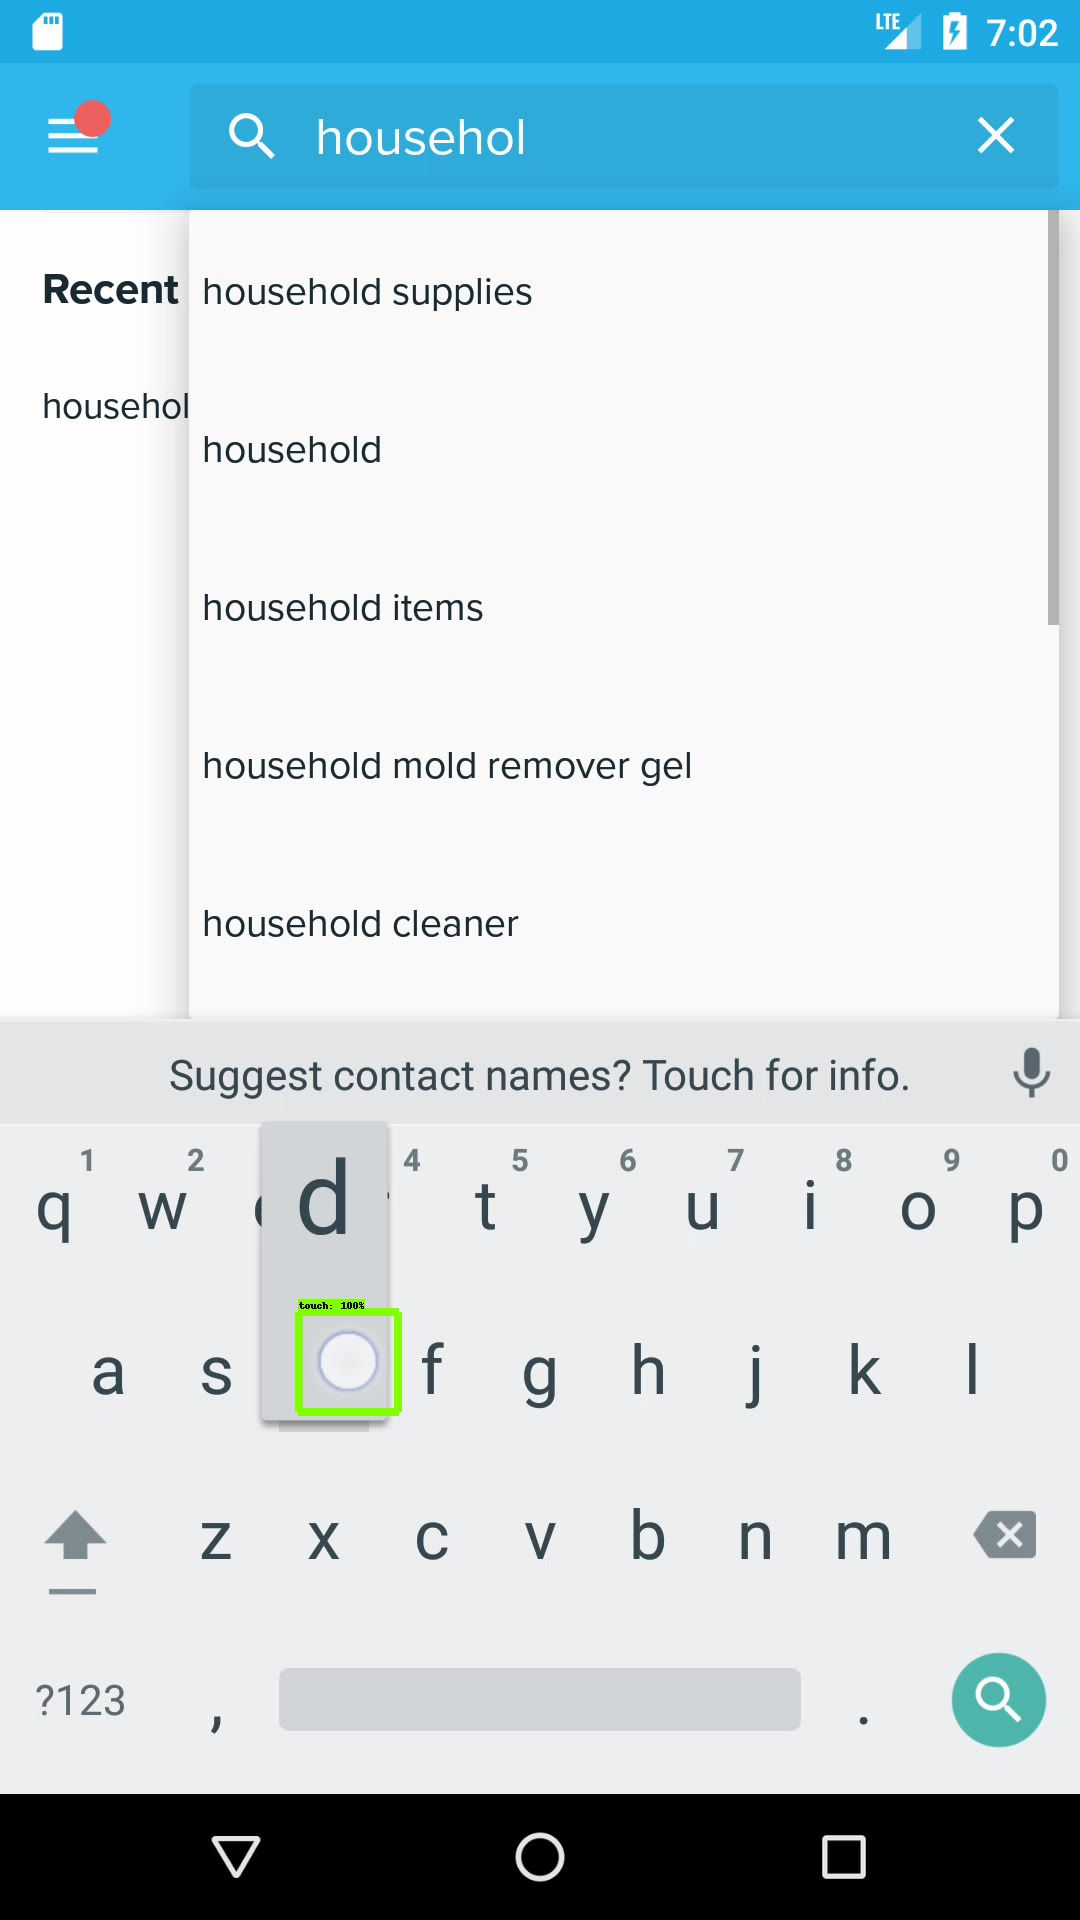 LTE 7:02
househol
Recent
househol
household supplies
household
household items
household mold remover gel
household cleaner
Suggest contact names? Touch for info.
1 2 4 5 6 7 8 9 0
q w d t y u i o p
touch: 100%
a s f g h j k l
z x c v b n m
?123 , .